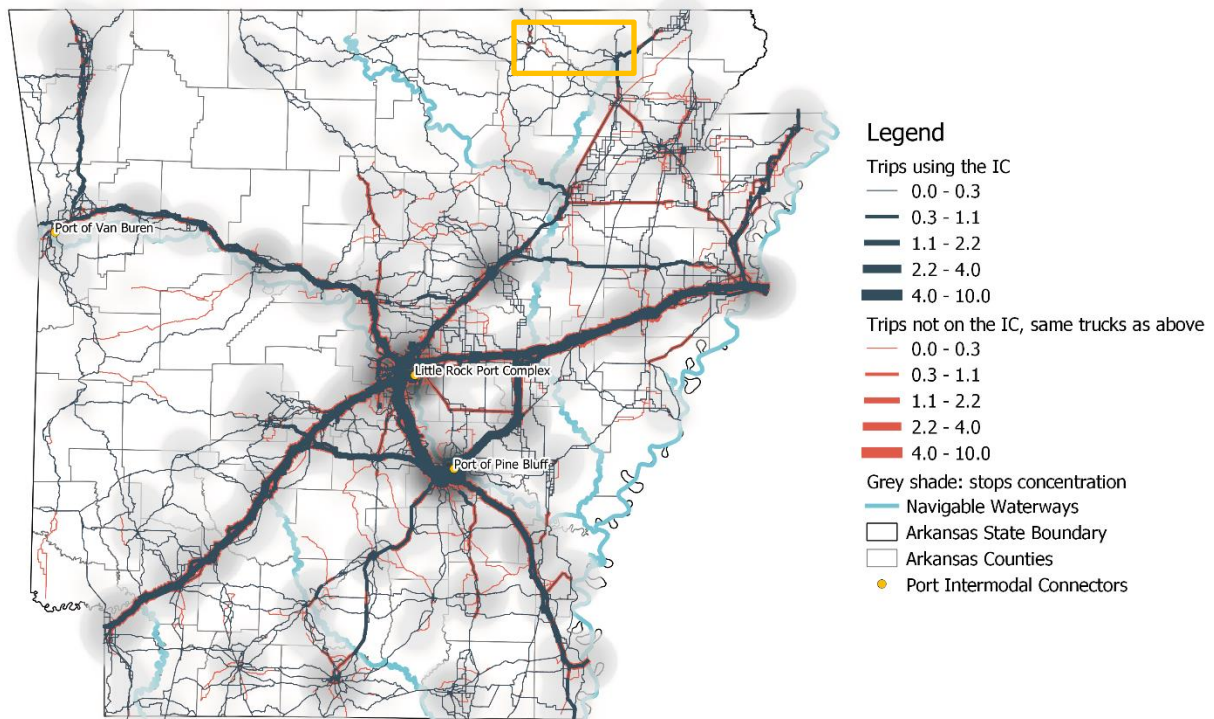 Port of Van Buren
Little Rock Port Complex
Port of Pine Bluff
Legend
Trips using the IC
0.0 - 0.3
0.3 - 1.1
1.1 - 2.2
2.2 - 4.0
4.0 - 10.0
Trips not on the IC, same trucks as above
0.0 - 0.3
0.3 - 1.1
1.1 - 2.2
2.2 - 4.0
4.0 - 10.0
Grey shade: stops concentration
Navigable Waterways
Arkansas State Boundary
Arkansas Counties
Port Intermodal Connectors